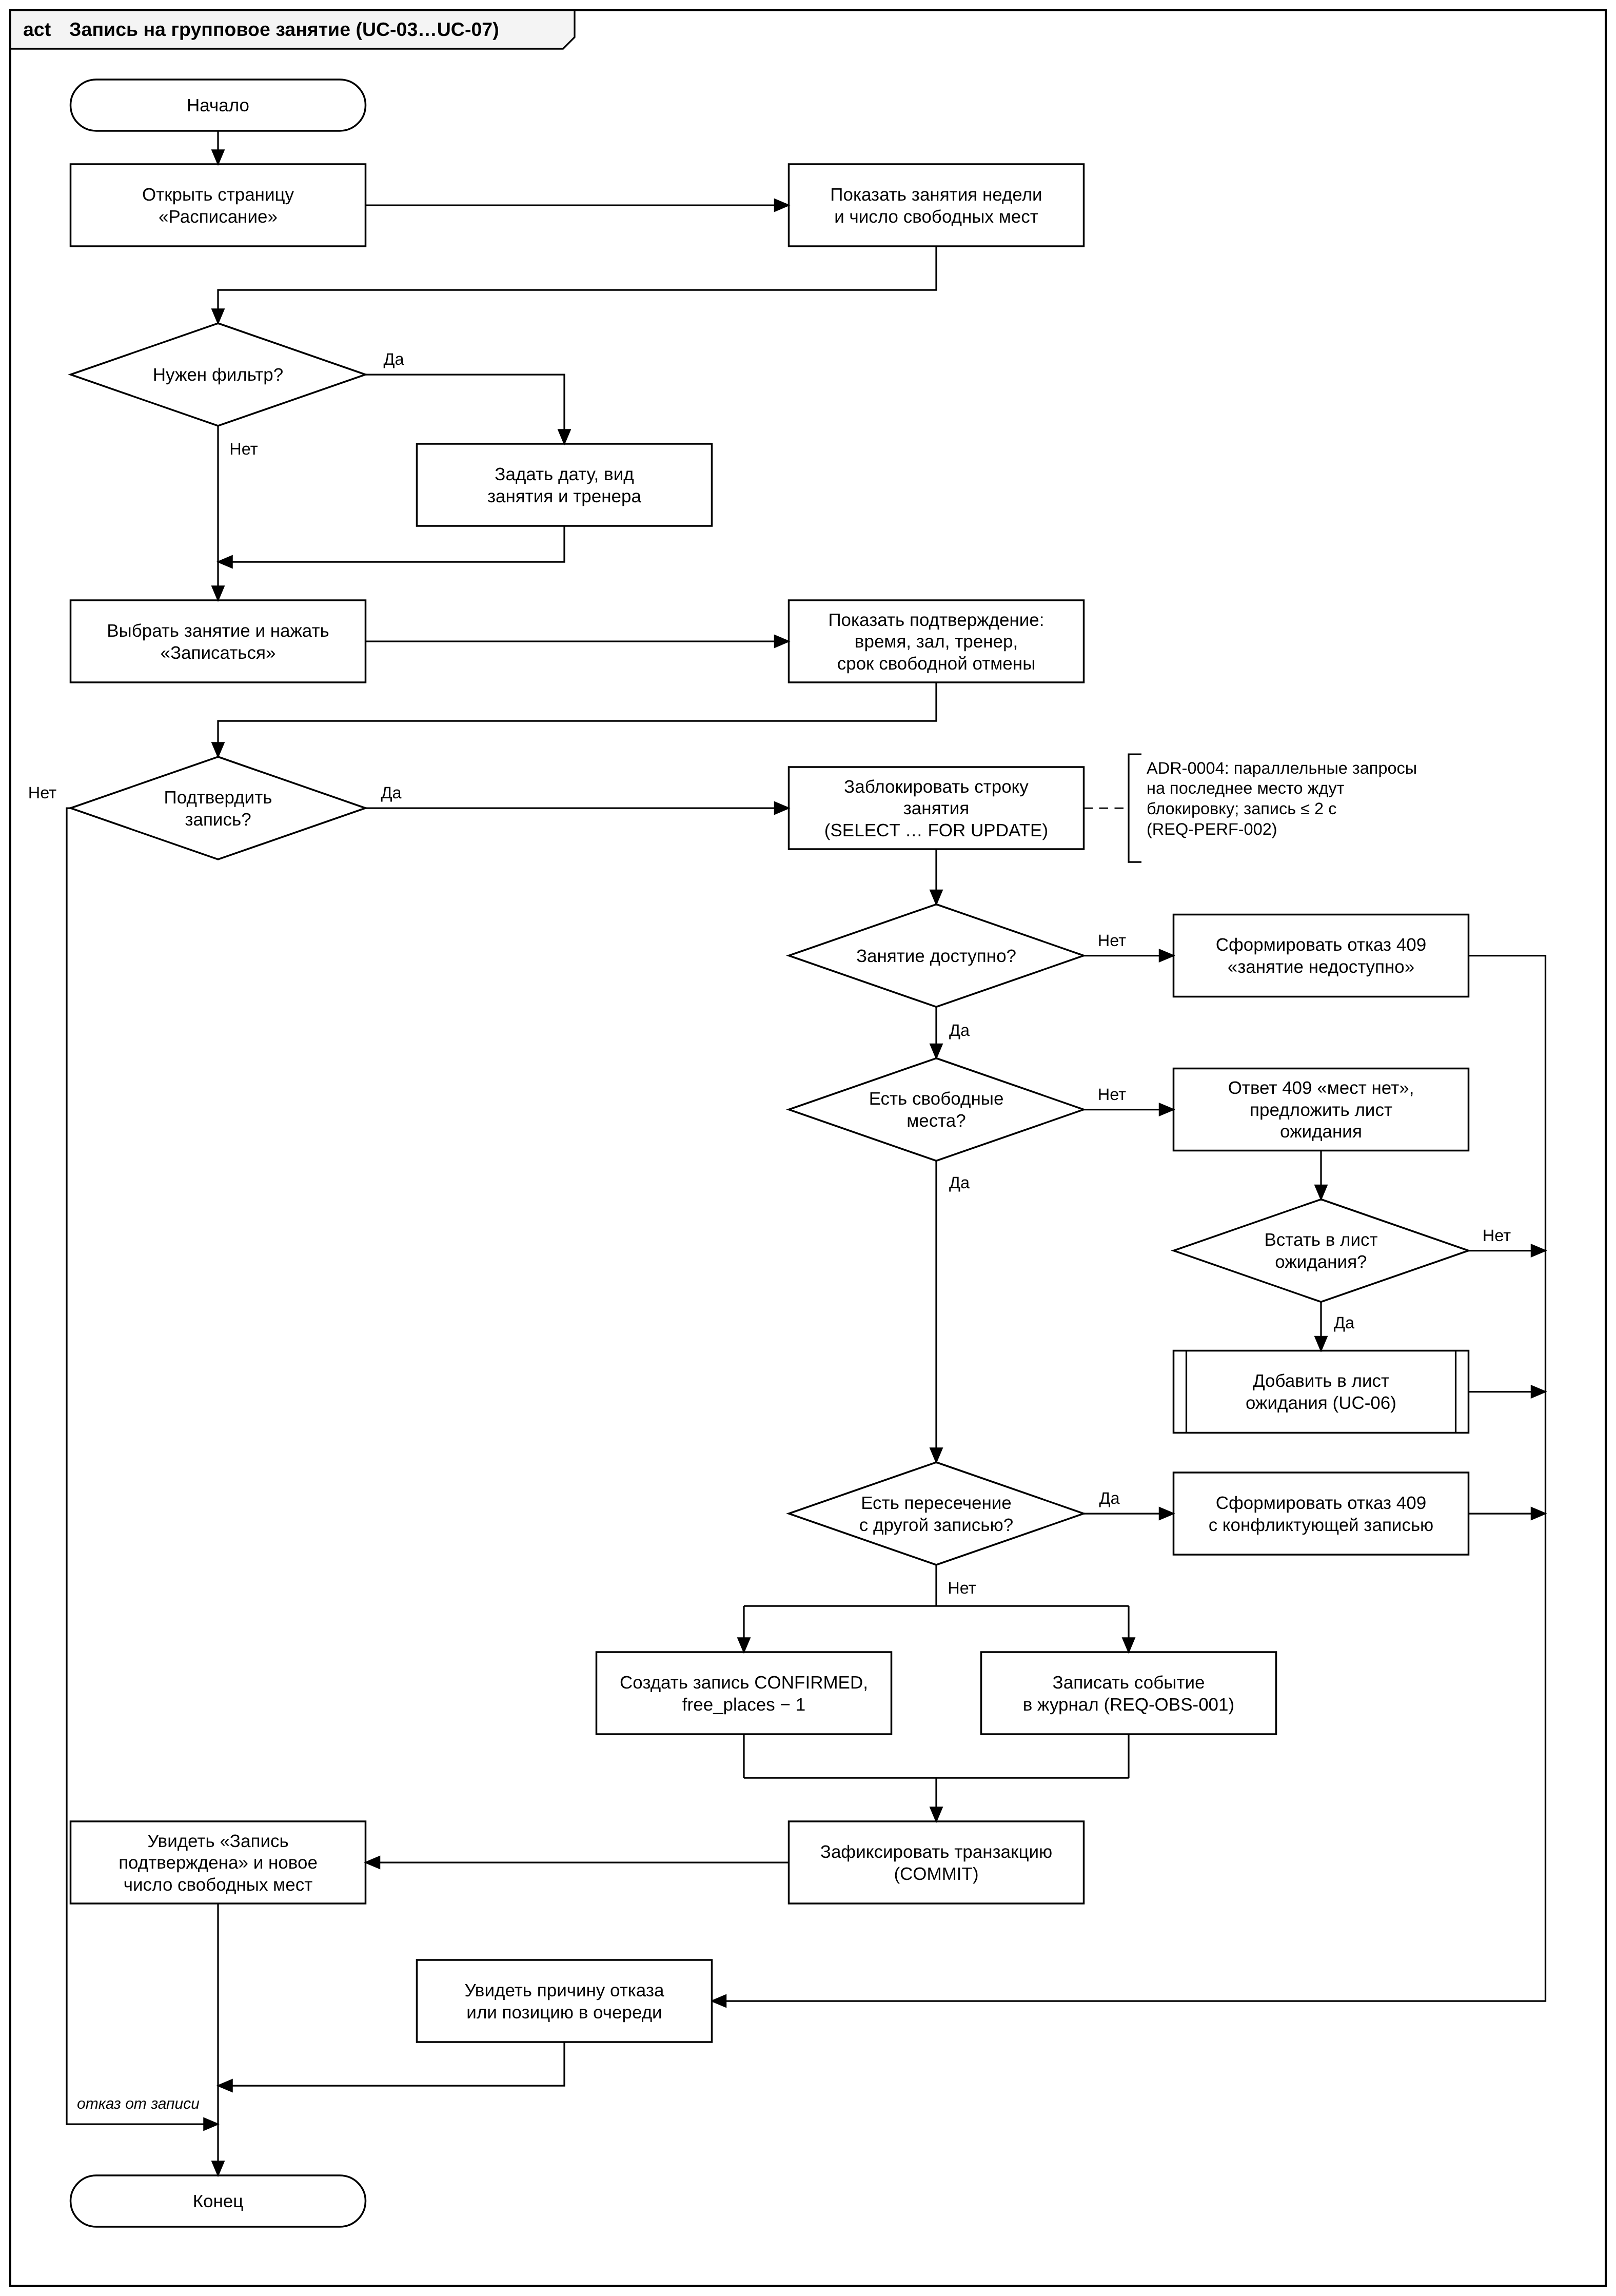 act Запись на групповое занятие (UC-03…UC-07)
Начало
Открыть страницу
«Расписание»
Показать занятия недели
и число свободных мест
Нужен фильтр?
Да
Нет
Задать дату, вид
занятия и тренера
Выбрать занятие и нажать
«Записаться»
Показать подтверждение:
время, зал, тренер,
срок свободной отмены
Нет
Подтвердить
запись?
Да
Заблокировать строку
занятия
(SELECT … FOR UPDATE)
ADR-0004: параллельные запросы
на последнее место ждут
блокировку; запись ≤ 2 с
(REQ-PERF-002)
Занятие доступно?
Нет
Сформировать отказ 409
«занятие недоступно»
Да
Есть свободные
места?
Нет
Ответ 409 «мест нет»,
предложить лист
ожидания
Да
Встать в лист
ожидания?
Нет
Да
Добавить в лист
ожидания (UC-06)
Есть пересечение
с другой записью?
Да
Сформировать отказ 409
с конфликтующей записью
Нет
Создать запись CONFIRMED,
free_places − 1
Записать событие
в журнал (REQ-OBS-001)
Увидеть «Запись
подтверждена» и новое
число свободных мест
Зафиксировать транзакцию
(COMMIT)
Увидеть причину отказа
или позицию в очереди
отказ от записи
Конец